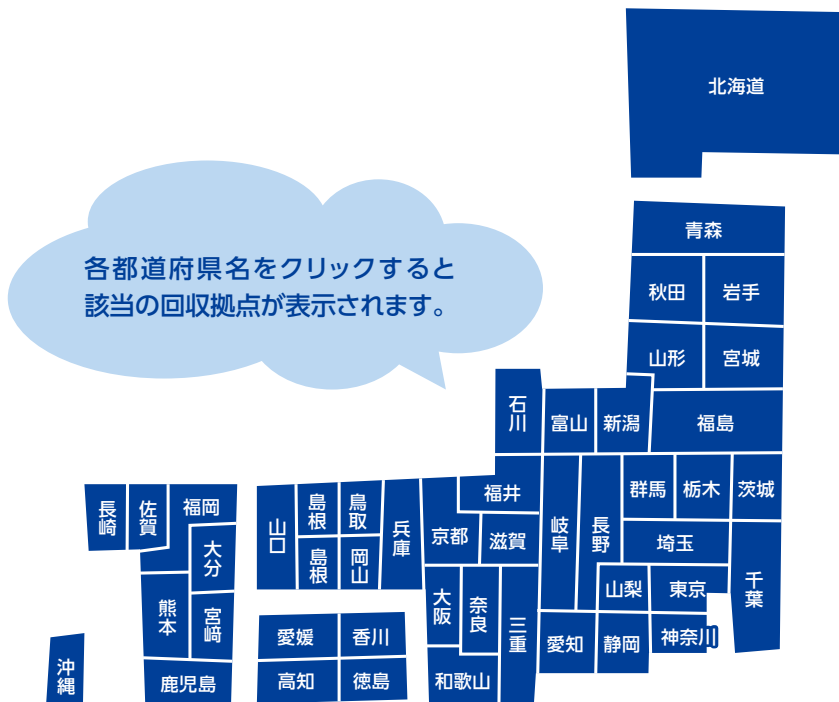 北海道
青森
各都道府県名をクリックすると
該当の回収拠点が表示されます。
秋田
岩手
山形
宮城
石川
富山
新潟
福島
長崎
佐賀
福岡
山口
島根
鳥取
兵庫
福井
岐阜
長野
群馬
栃木
茨城
京都
滋賀
埼玉
大分
島根
岡山
千葉
熊本
宮﨑
大阪
奈良
三重
山梨
東京
愛媛
香川
愛知
静岡
神奈川
沖縄
鹿児島
高知
徳島
和歌山